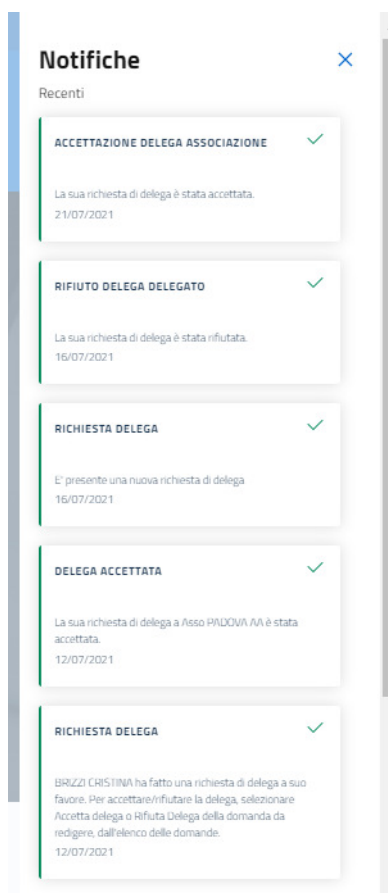 Notifiche
Recenti
ACCETTAZIONE DELEGA ASSOCIAZIONE
La sua richiesta di delega è stata accettata.
21/07/2021
RIFIUTO DELEGA DELEGATO
La sua richiesta di delega è stata rifiutata.
16/07/2021
RICHIESTA DELEGA
E' presente una nuova richiesta di delega
16/07/2021
DELEGA ACCETTATA
La sua richiesta di delega a Asso PADOVA AA è stata
accettata.
12/07/2021
RICHIESTA DELEGA
BRIZZI CRISTINA ha fatto una richiesta di delega a suo
favore. Per accettare/rifiutare la delega, selezionare
Accetta delega o Rifiuta Delega della domanda da
redigere, dall'elenco delle domande.
12/07/2021